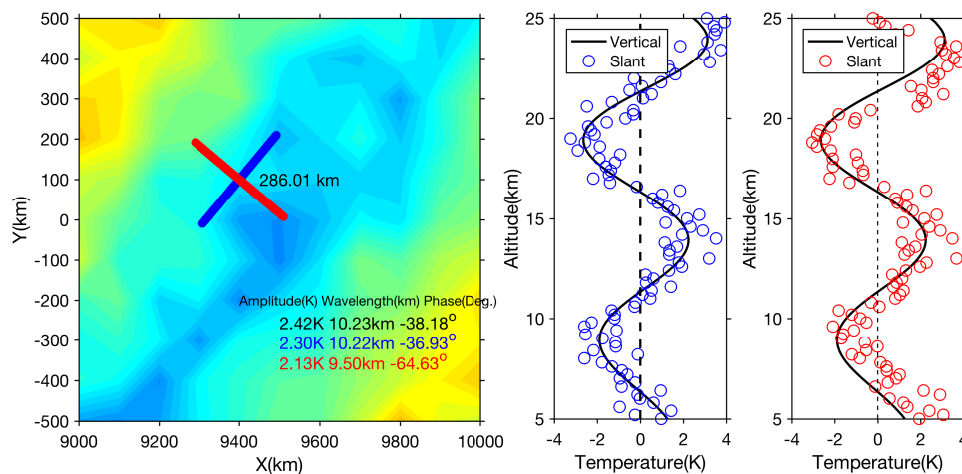 500
400
300
200
100
0
-100
-200
-300
-400
-500
Y(km)
286.01 km
Amplitude(K) Wavelength(km) Phase(Deg.)
2.42K 10.23km -38.18°
2.30K 10.22km -36.93°
2.13K 9.50km -64.63°
9000 9200 9400 9600 9800 10000
X(km)
25
20
15
10
5
Altitude(km)
Vertical
Slant
-4 -2 0 2 4
Temperature(K)
25
20
15
10
5
Altitude(km)
Vertical
Slant
-4 -2 0 2 4
Temperature(K)